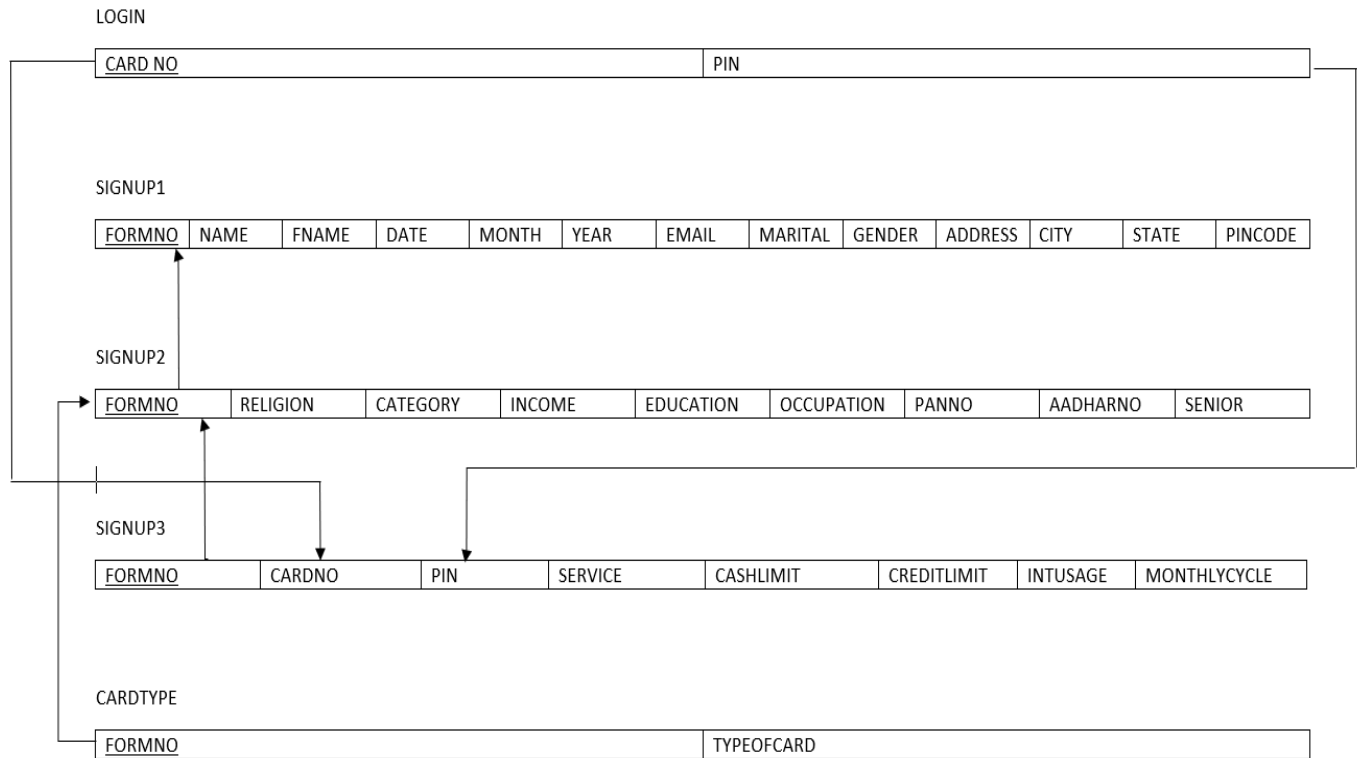 LOGIN
CARD NO PIN
SIGNUP1
FORMNO NAME FNAME DATE MONTH YEAR EMAIL MARITAL GENDER ADDRESS CITY STATE PINCODE
SIGNUP2
FORMNO RELIGION CATEGORY INCOME EDUCATION OCCUPATION PANNO AADHARNO SENIOR
SIGNUP3
FORMNO CARDNO PIN SERVICE CASHLIMIT CREDITLIMIT INTUSAGE MONTHLYCYCLE
CARDTYPE
FORMNO TYPEOFCARD